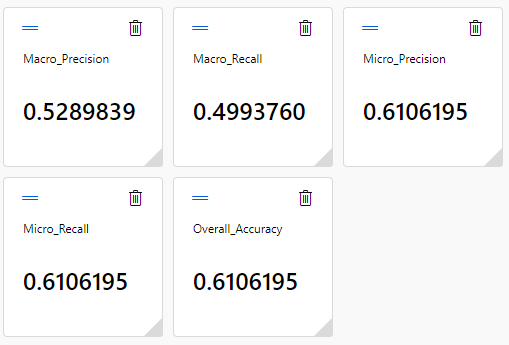 Macro_Precision
0.5289839
Macro_Recall
0.4993760
Micro_Precision
0.6106195
Micro_Recall
0.6106195
Overall_Accuracy
0.6106195